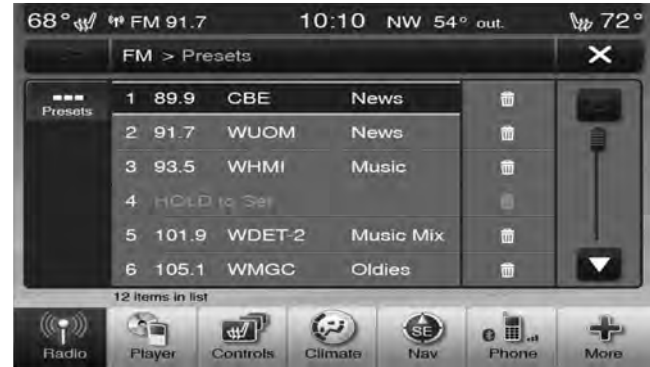 68° FM 91.7 10:10 NW 54° out. 72°
FM > Presets
Presets
1 89.9 CBE News
2 91.7 WUOM News
3 93.5 WHMI Music
4 HOLD to Set
5 101.9 WDET-2 Music Mix
6 105.1 WMGC Oldies
12 items in list
Radio Player Controls Climate SE Nav Phone More